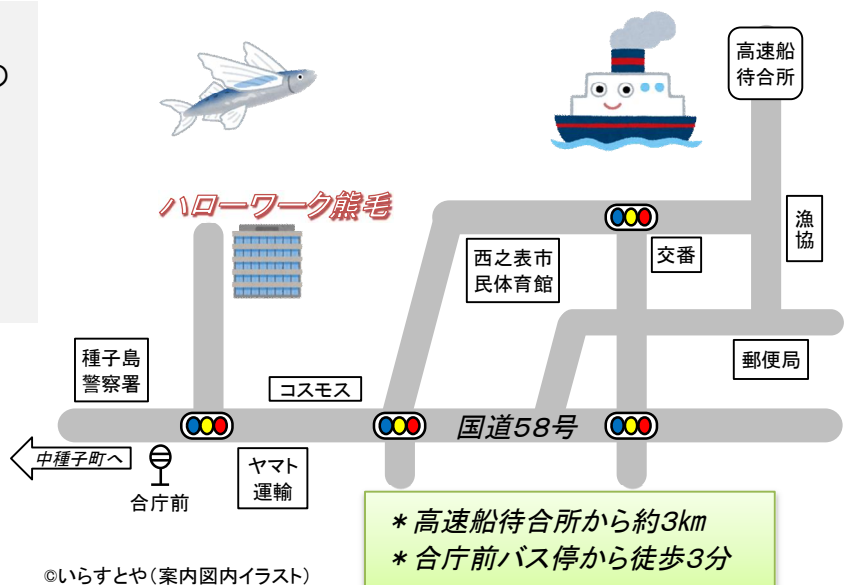 の
高速船
待合所
ハローワーク熊毛
漁
協
西之表市
民体育館
交番
種子島
警察署
コスモス
郵便局
国道58号
中種子町へ
合庁前
ヤマト
運輸
＊高速船待合所から約3㎞
＊合庁前バス停から徒歩3分
©いらすとや（案内図内イラスト）